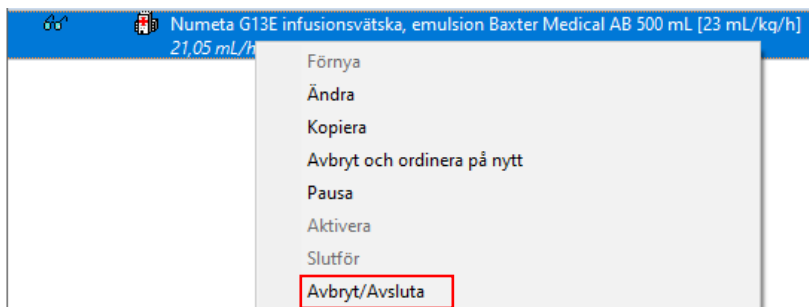 Numeta G13E infusionsvätska, emulsion Baxter Medical AB 500 mL [23 mL/kg/h]
21,05 mL/h
Förnya
Ändra
Kopiera
Avbryt och ordinera på nytt
Pausa
Aktivera
Slutför
Avbryt/Avsluta